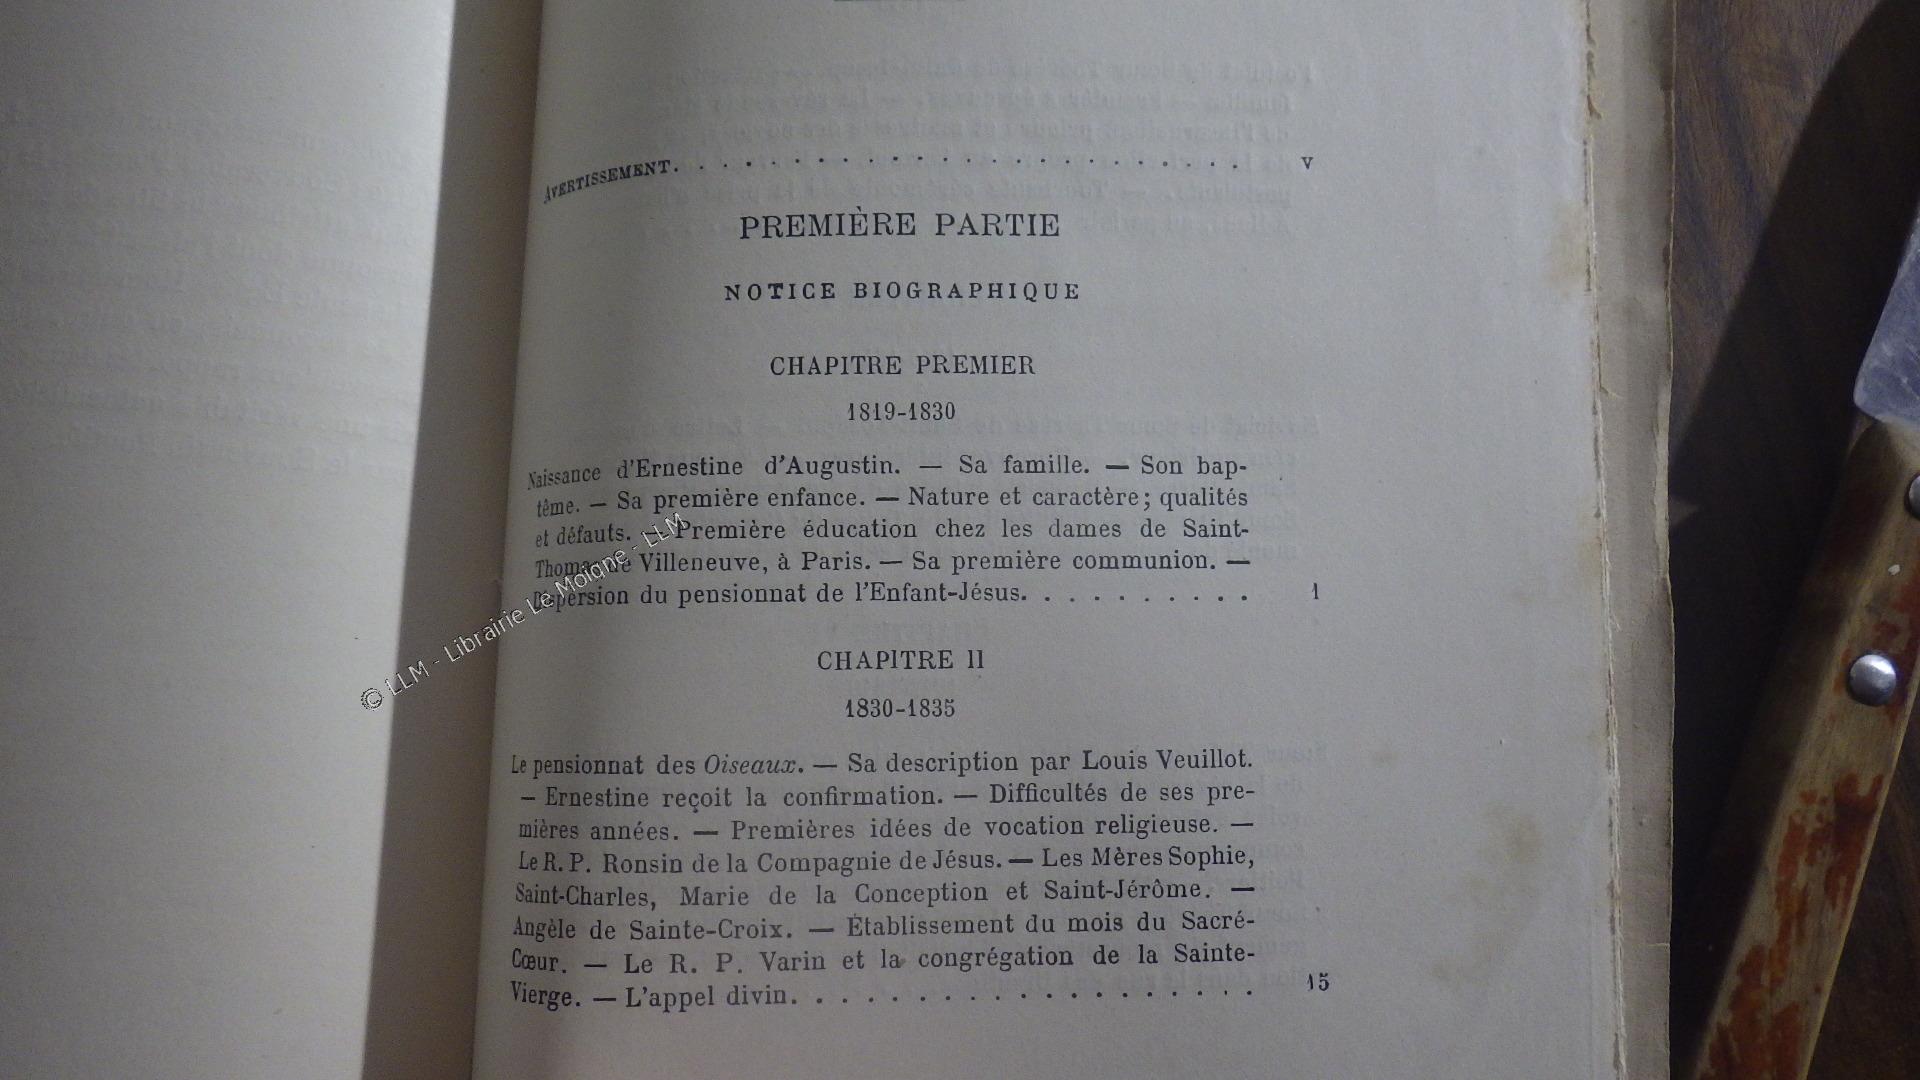 AVERTISSEMENT. . . . . . . . . . . . . . . . . . . . . . . . V
PREMIÈRE PARTIE
NOTICE BIOGRAPHIQUE
CHAPITRE PREMIER
1819-1830
Naissance d'Ernestine d'Augustin. — Sa famille. — Son bap-
tême. — Sa première enfance. — Nature et caractère; qualités
et défauts. — Première éducation chez les dames de Saint-
Thomas de Villeneuve, à Paris. — Sa première communion. —
Dispersion du pensionnat de l'Enfant-Jésus. . . . . . . . . . 1
CHAPITRE II
1830-1835
Le pensionnat des Oiseaux. — Sa description par Louis Veuillot.
— Ernestine reçoit la confirmation. — Difficultés de ses pre-
mières années. — Premières idées de vocation religieuse. —
Le R. P. Ronsin de la Compagnie de Jésus. — Les Mères Sophie,
Saint-Charles, Marie de la Conception et Saint-Jérôme. —
Angèle de Sainte-Croix. — Établissement du mois du Sacré-
Cœur. — Le R. P. Varin et la congrégation de la Sainte-
Vierge. — L'appel divin. . . . . . . . . . . . . . . . . . . 15
© LLM - Librairie Le Moiane - LLM